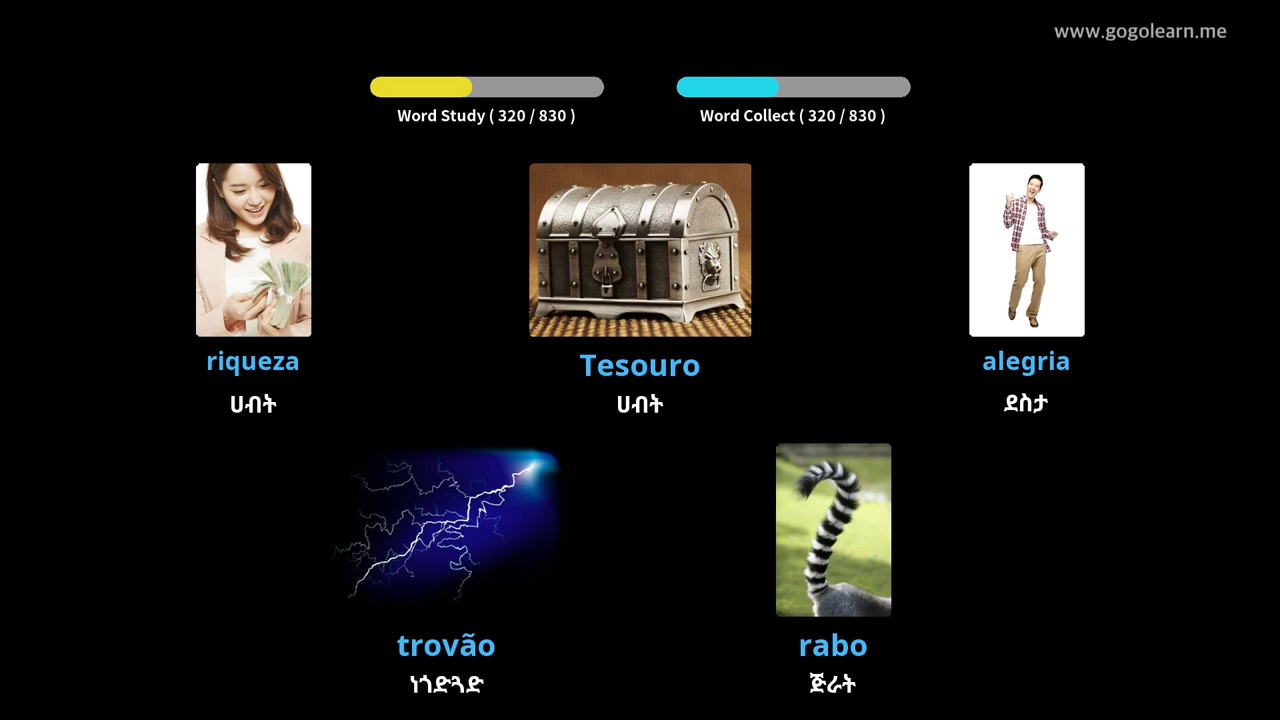 www.gogolearn.me
Word Study ( 320 / 830 )
Word Collect ( 320 / 830 )
riqueza
Tesouro
alegria
ሀብት
ሀብት
ደስታ
trovão
rabo
ነጎድጓድ
ጅራት